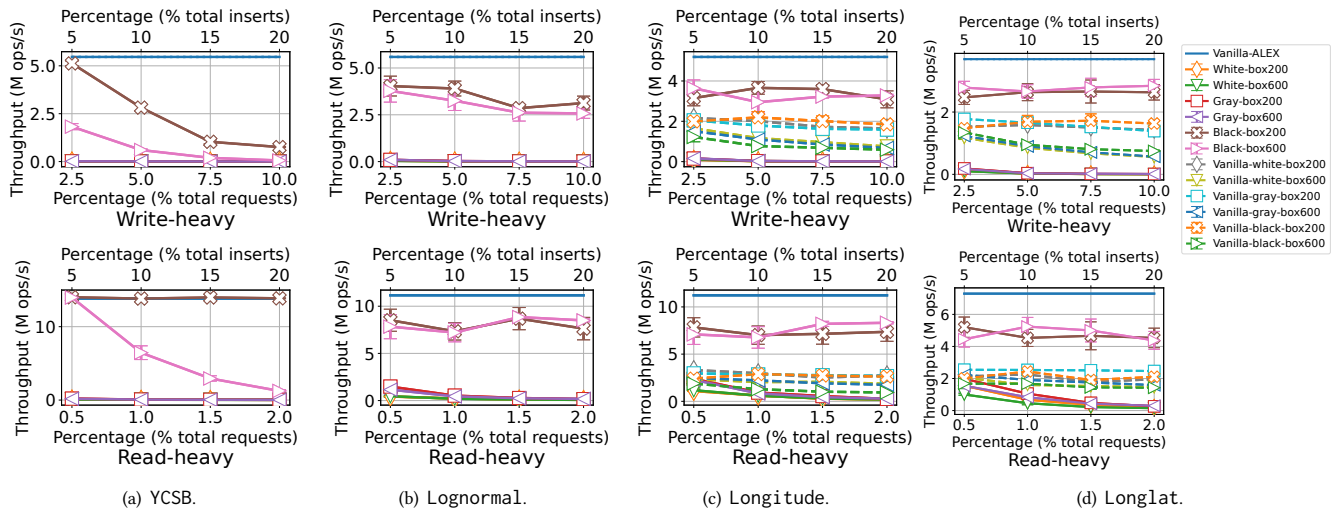 Percentage (% total inserts)
5 10 15 20
Throughput (M ops/s)
5.0
2.5
0.0
2.5 5.0 7.5 10.0
Percentage (% total requests)
Write-heavy
Percentage (% total inserts)
5 10 15 20
Throughput (M ops/s)
4
2
0
2.5 5.0 7.5 10.0
Percentage (% total requests)
Write-heavy
Percentage (% total inserts)
5 10 15 20
Throughput (M ops/s)
4
2
0
2.5 5.0 7.5 10.0
Percentage (% total requests)
Write-heavy
Percentage (% total inserts)
5 10 15 20
Throughput (M ops/s)
2
0
2.5 5.0 7.5 10.0
Percentage (% total requests)
Write-heavy
Vanilla-ALEX
White-box200
White-box600
Gray-box200
Gray-box600
Black-box200
Black-box600
Vanilla-white-box200
Vanilla-white-box600
Vanilla-gray-box200
Vanilla-gray-box600
Vanilla-black-box200
Vanilla-black-box600
Percentage (% total inserts)
5 10 15 20
Throughput (M ops/s)
10
0
0.5 1.0 1.5 2.0
Percentage (% total requests)
Read-heavy
Percentage (% total inserts)
5 10 15 20
Throughput (M ops/s)
10
5
0
0.5 1.0 1.5 2.0
Percentage (% total requests)
Read-heavy
Percentage (% total inserts)
5 10 15 20
Throughput (M ops/s)
10
5
0
0.5 1.0 1.5 2.0
Percentage (% total requests)
Read-heavy
Percentage (% total inserts)
5 10 15 20
Throughput (M ops/s)
6
4
2
0
0.5 1.0 1.5 2.0
Percentage (% total requests)
Read-heavy
(a) YCSB.
(b) Lognormal.
(c) Longitude.
(d) Longlat.